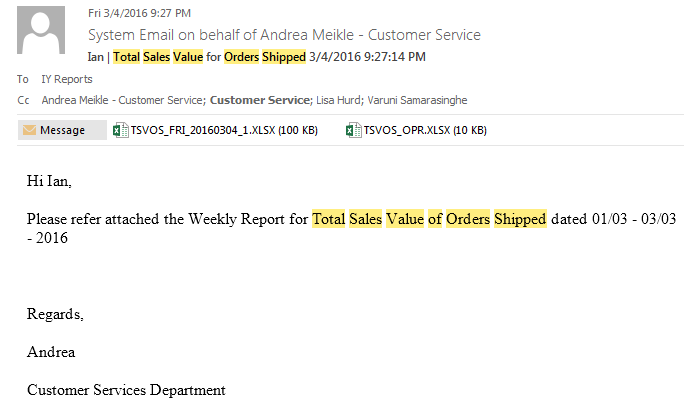 Fri 3/4/2016 9:27 PM
System Email on behalf of Andrea Meikle - Customer Service
Ian | Total Sales Value for Orders Shipped 3/4/2016 9:27:14 PM
To IY Reports
Cc Andrea Meikle - Customer Service; Customer Service; Lisa Hurd; Varuni Samarasinghe
Message TSVOS_FRI_20160304_1.XLSX (100 KB) TSVOS_OPR.XLSX (10 KB)
Hi Ian,
Please refer attached the Weekly Report for Total Sales Value of Orders Shipped dated 01/03 - 03/03
- 2016
Regards,
Andrea
Customer Services Department